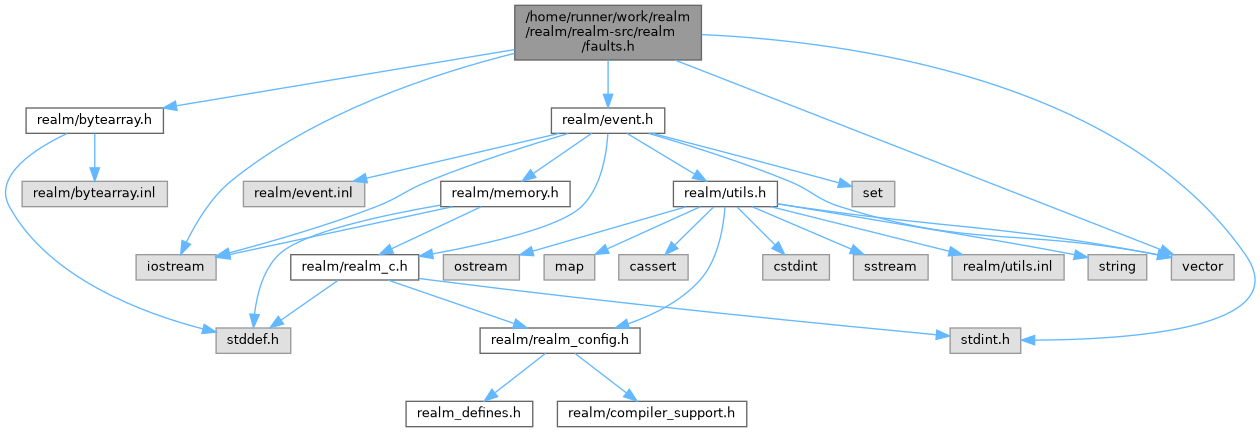 /home/runner/work/realm
/realm/realm-src/realm
/faults.h
realm/bytearray.h
realm/event.h
realm/bytearray.inl
realm/event.inl
realm/memory.h
realm/utils.h
set
iostream
realm/realm_c.h
ostream
map
cassert
cstdint
sstream
realm/utils.inl
string
vector
stddef.h
realm/realm_config.h
stdint.h
realm_defines.h
realm/compiler_support.h